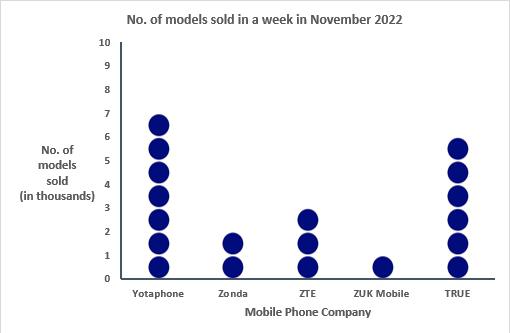 No. of models sold in a week in November 2022
10
9
8
7
6
5
4
3
2
1
0
No. of
models
sold
(in thousands)
Yotaphone Zonda ZTE ZUK Mobile TRUE
Mobile Phone Company